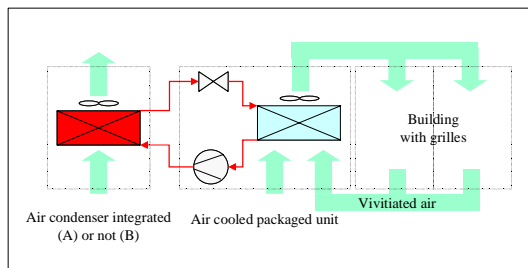 Building
with grilles
Vivitiated air
Air condenser integrated
(A) or not (B)
Air cooled packaged unit